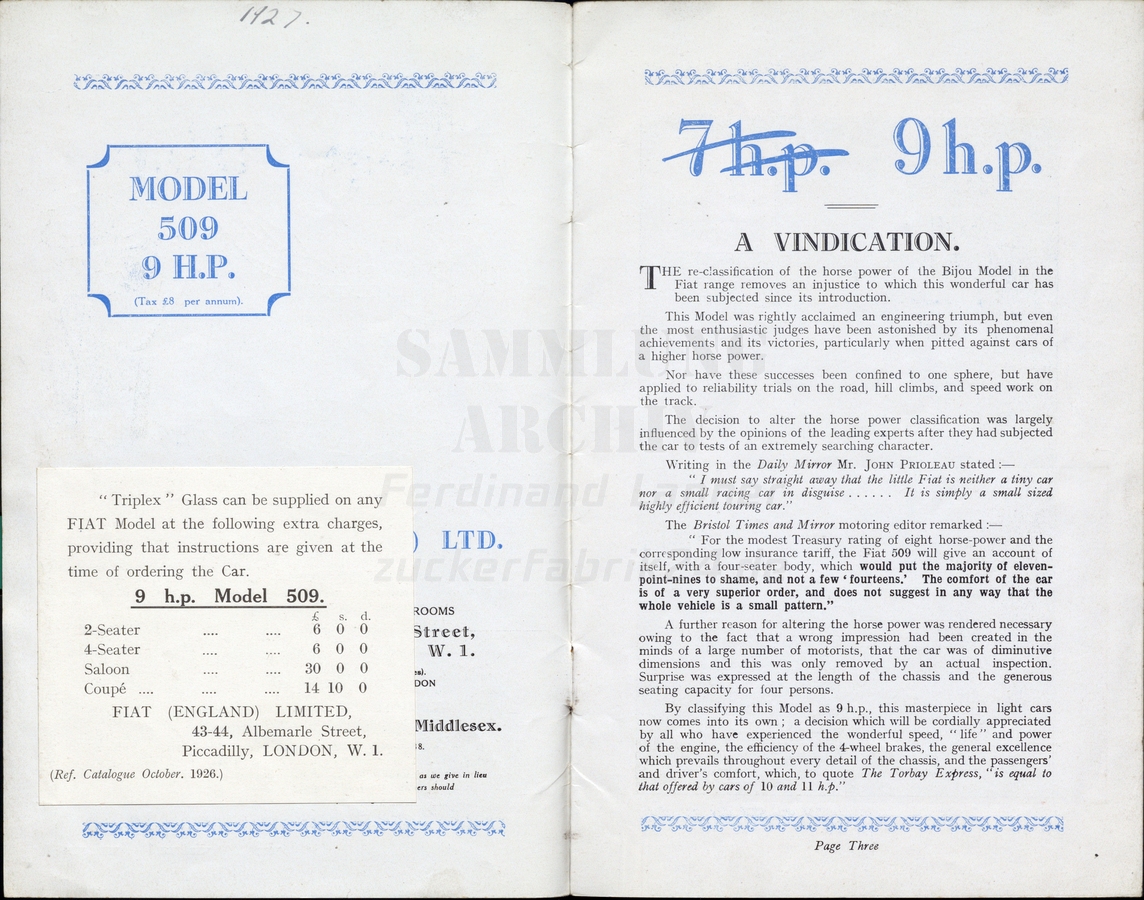 1427.
MODEL
509
9 H.P.
(Tax £8 per annum).
" Triplex " Glass can be supplied on any
FIAT Model at the following extra charges,
providing that instructions are given at the
time of ordering the Car.
9 h.p. Model 509.
£ s. d.
2-Seater .... .... 6 0 0
4-Seater .... .... 6 0 0
Saloon .... .... 30 0 0
Coupé .... .... .... 14 10 0
FIAT (ENGLAND) LIMITED,
43-44, Albemarle Street,
Piccadilly, LONDON, W. 1.
(Ref. Catalogue October. 1926.)
) LTD.
ROOMS
Street,
W. 1.
DON
Middlesex.
8.
as we give in lieu
ers should
7 h.p. 9 h.p.
A VINDICATION.
THE re-classification of the horse power of the Bijou Model in the
Fiat range removes an injustice to which this wonderful car has
been subjected since its introduction.
This Model was rightly acclaimed an engineering triumph, but even
the most enthusiastic judges have been astonished by its phenomenal
achievements and its victories, particularly when pitted against cars of
a higher horse power.
Nor have these successes been confined to one sphere, but have
applied to reliability trials on the road, hill climbs, and speed work on
the track.
The decision to alter the horse power classification was largely
influenced by the opinions of the leading experts after they had subjected
the car to tests of an extremely searching character.
Writing in the Daily Mirror Mr. JOHN PRIOLEAU stated :—
" I must say straight away that the little Fiat is neither a tiny car
nor a small racing car in disguise . . . . . . It is simply a small sized
highly efficient touring car."
The Bristol Times and Mirror motoring editor remarked :—
" For the modest Treasury rating of eight horse-power and the
corresponding low insurance tariff, the Fiat 509 will give an account of
itself, with a four-seater body, which would put the majority of eleven-
point-nines to shame, and not a few ' fourteens.' The comfort of the car
is of a very superior order, and does not suggest in any way that the
whole vehicle is a small pattern."
A further reason for altering the horse power was rendered necessary
owing to the fact that a wrong impression had been created in the
minds of a large number of motorists, that the car was of diminutive
dimensions and this was only removed by an actual inspection.
Surprise was expressed at the length of the chassis and the generous
seating capacity for four persons.
By classifying this Model as 9 h.p., this masterpiece in light cars
now comes into its own ; a decision which will be cordially appreciated
by all who have experienced the wonderful speed, " life " and power
of the engine, the efficiency of the 4-wheel brakes, the general excellence
which prevails throughout every detail of the chassis, and the passengers'
and driver's comfort, which, to quote The Torbay Express, " is equal to
that offered by cars of 10 and 11 h.p."
Page Three
SAMMLUNG
ARCHIV
Ferdinand
zuckerfabri